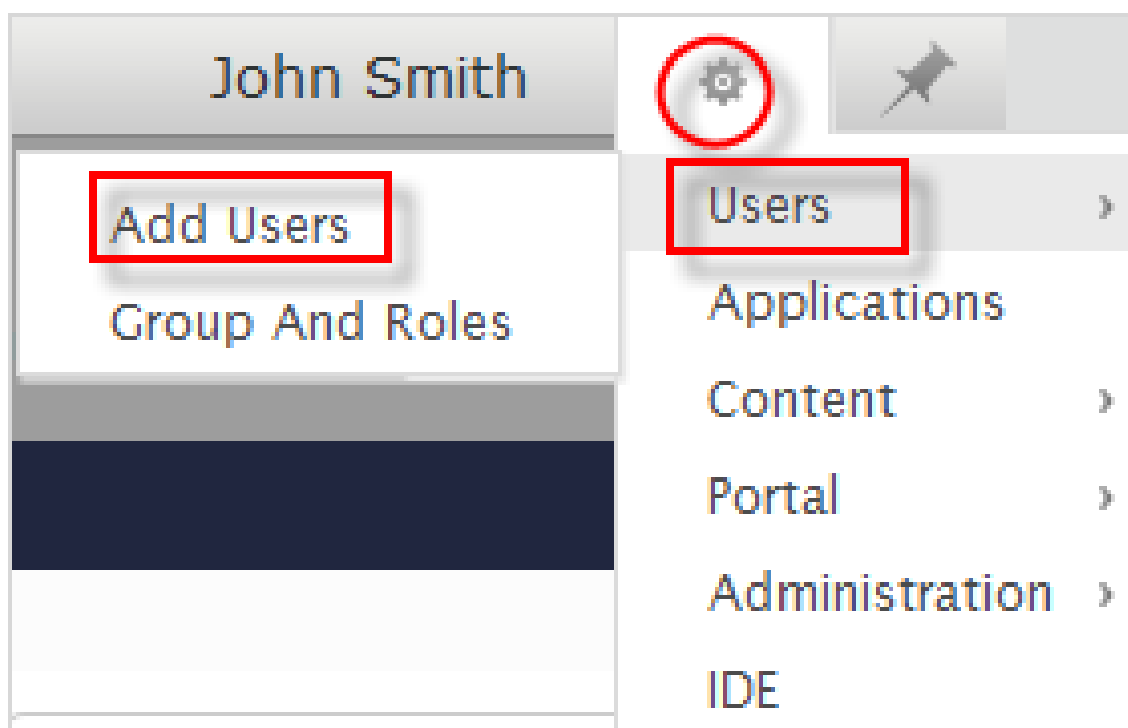 John Smith
Add Users
Group And Roles
Users
Applications
Content
Portal
Administration
IDE